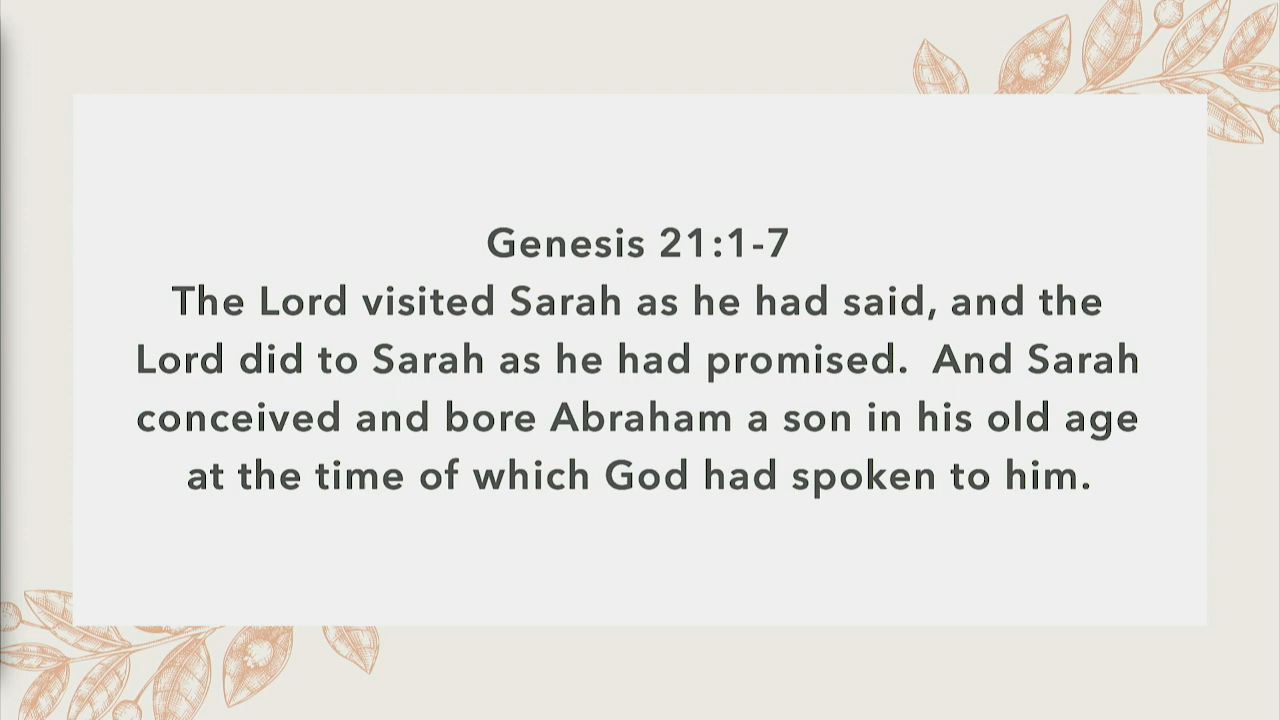 Genesis 21:1-7
The Lord visited Sarah as he had said, and the
Lord did to Sarah as he had promised.  And Sarah
conceived and bore Abraham a son in his old age
at the time of which God had spoken to him.